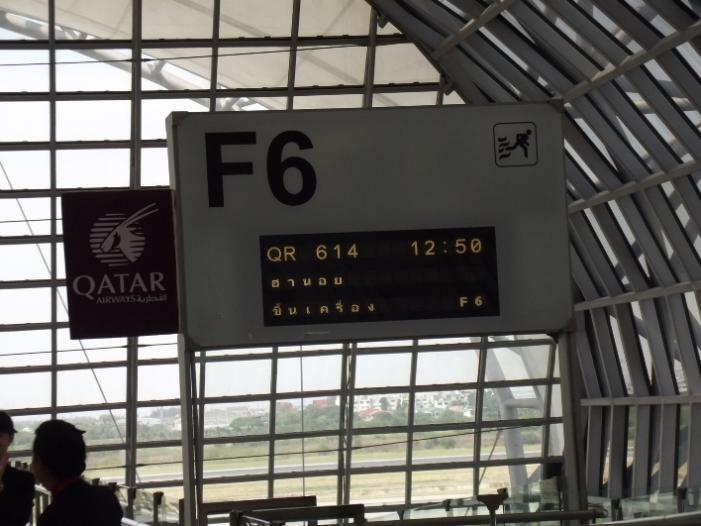 F6
QR 614 12:50
ฮานอย
ขึ้นเครื่อง F6
QATAR
AIRWAYS القطرية